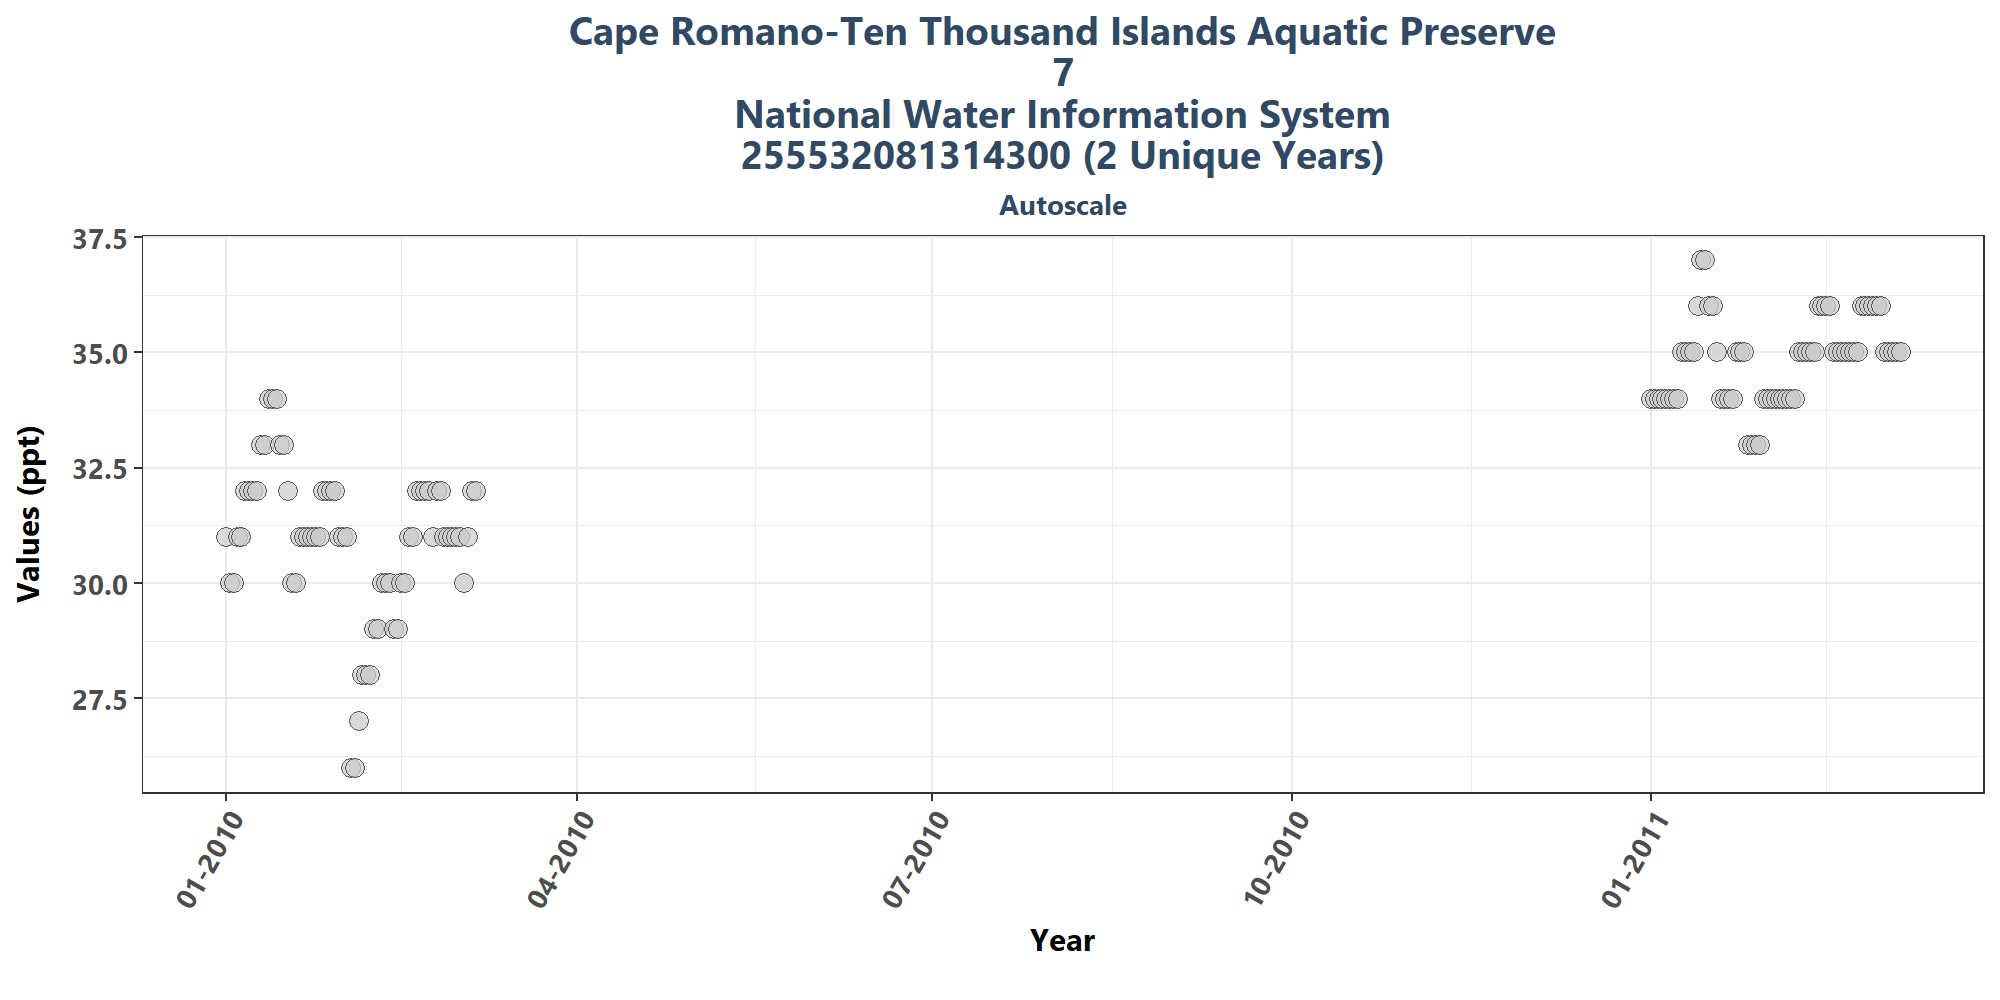 Cape Romano-Ten Thousand Islands Aquatic Preserve
7
National Water Information System
255532081314300 (2 Unique Years)
Autoscale
37.5
35.0
32.5
30.0
27.5
Values (ppt)
01-2010
04-2010
07-2010
10-2010
01-2011
Year